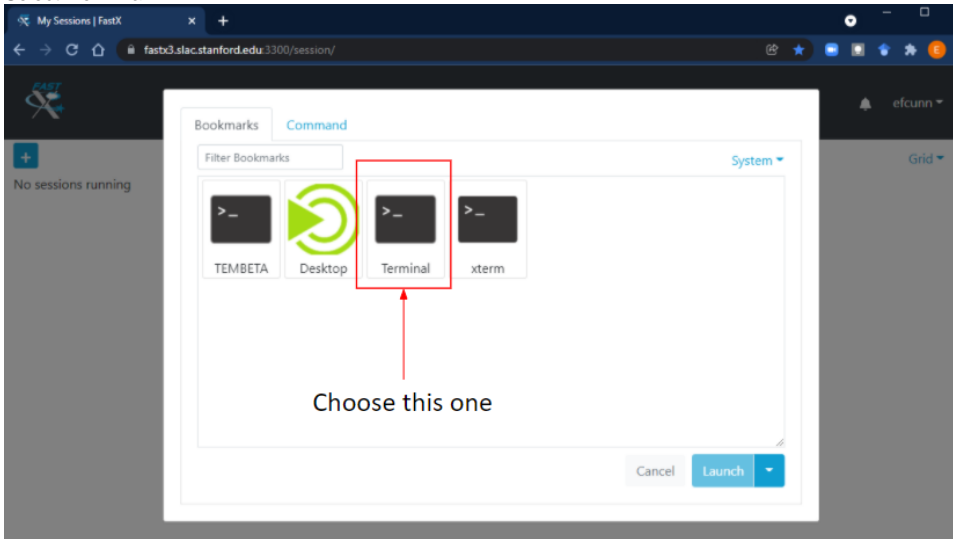 My Sessions | FastX
fastx3.slac.stanford.edu:3300/session/
E
FAST
efcunn
Bookmarks Command
Filter Bookmarks
System
+
Grid
No sessions running
>_ >_ >_
TEMBETA Desktop Terminal xterm
Choose this one
Cancel Launch